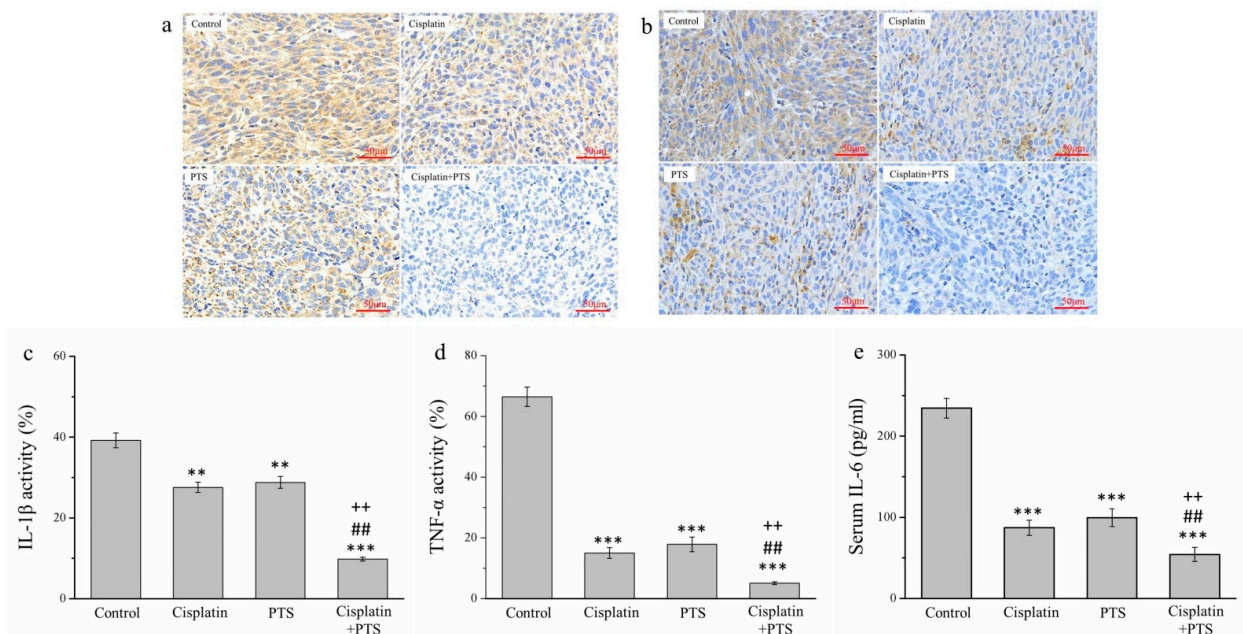 a
Control
Cisplatin
50μm
50μm
PTS
Cisplatin+PTS
50μm
50μm
b
Control
Cisplatin
50μm
50μm
PTS
Cisplatin+PTS
50μm
50μm
c
IL-1β activity (%)
60
40
20
0
**
**
++
##
***
Control
Cisplatin
PTS
Cisplatin
+PTS
d
TNF-α activity (%)
80
60
40
20
0
***
***
++
##
***
Control
Cisplatin
PTS
Cisplatin
+PTS
e
Serum IL-6 (pg/ml)
300
200
100
0
***
***
++
##
***
Control
Cisplatin
PTS
Cisplatin
+PTS